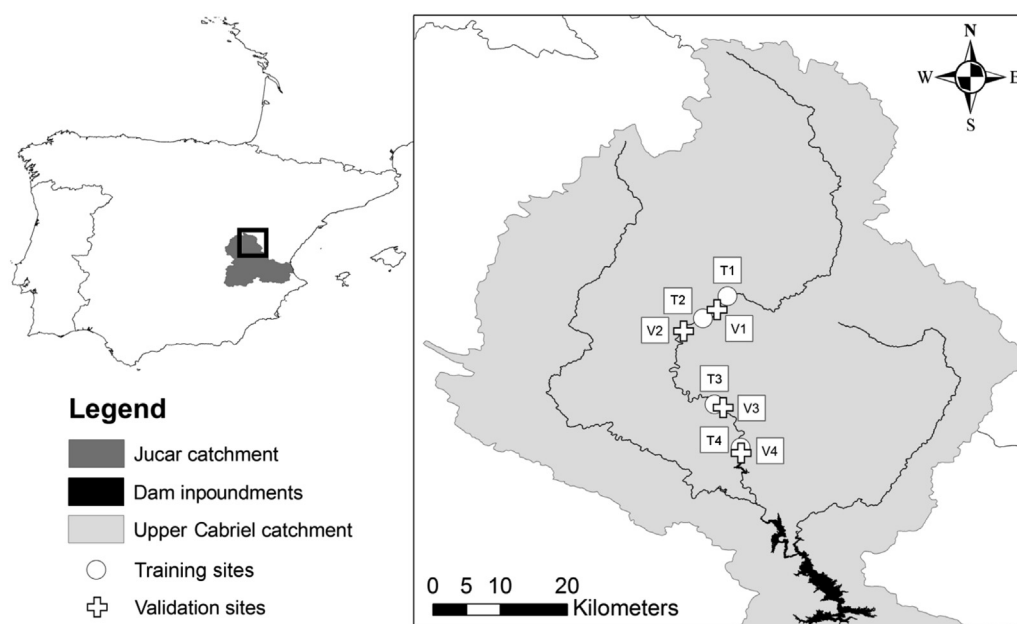 Legend
Jucar catchment
Dam inpoundments
Upper Cabriel catchment
Training sites
Validation sites
N
W E
S
T1
T2
V2 V1
T3
V3
T4 V4
0 5 10 20
Kilometers